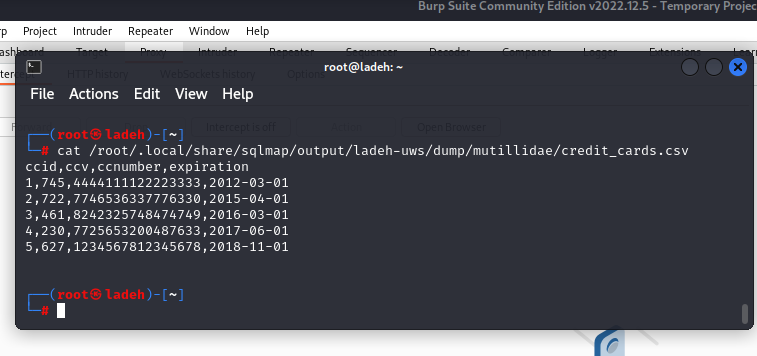 Burp Suite Community Edition v2022.12.5 - Temporary Projec
rp Project Intruder Repeater Window Help
ashboard Target Proxy Intruder Repeater Sequencer Decoder Comparer Logger Extensions Learn
tercept HTTP history WebSockets history Options
root@ladeh: ~
File Actions Edit View Help
Forward Intercept is off Action Open Browser
┌──(root㉿ladeh)-[~]
└─# cat /root/.local/share/sqlmap/output/ladeh-uws/dump/mutillidae/credit_cards.csv
ccid,ccv,ccnumber,expiration
1,745,4444111122223333,2012-03-01
2,722,7746536337776330,2015-04-01
3,461,8242325748474749,2016-03-01
4,230,7725653200487633,2017-06-01
5,627,1234567812345678,2018-11-01
┌──(root㉿ladeh)-[~]
└─#